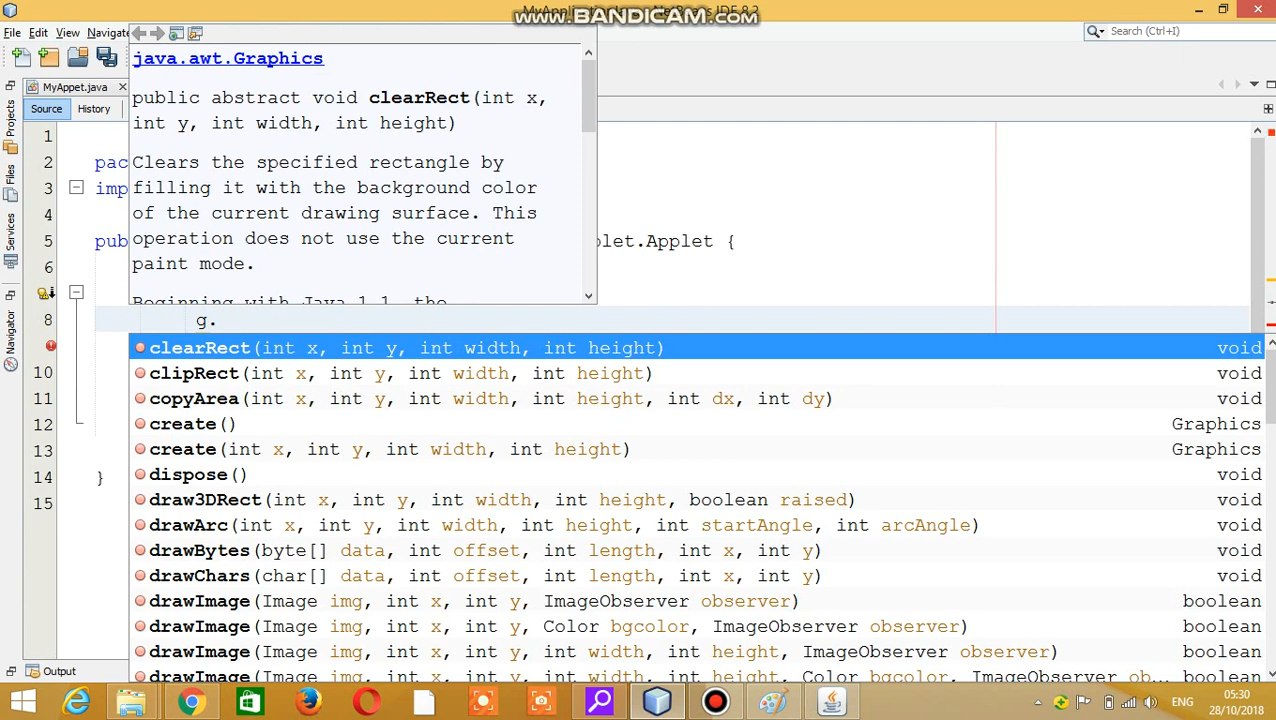 MyApplication - NetBeans IDE 8.2
www.BANDICAM.com
File Edit View Navigate
Search (Ctrl+I)
MyAppet.java
Source History
Projects
Files
Services
Navigator
java.awt.Graphics
public abstract void clearRect(int x,
int y, int width, int height)
Clears the specified rectangle by
filling it with the background color
of the current drawing surface. This
operation does not use the current
paint mode.
Beginning with Java 1.1, the
1
2 pac
3 imp
4
5 pub plet.Applet {
6
8 g.
10
11
12
13
14 }
15
clearRect(int x, int y, int width, int height) void
clipRect(int x, int y, int width, int height) void
copyArea(int x, int y, int width, int height, int dx, int dy) void
create() Graphics
create(int x, int y, int width, int height) Graphics
dispose() void
draw3DRect(int x, int y, int width, int height, boolean raised) void
drawArc(int x, int y, int width, int height, int startAngle, int arcAngle) void
drawBytes(byte[] data, int offset, int length, int x, int y) void
drawChars(char[] data, int offset, int length, int x, int y) void
drawImage(Image img, int x, int y, ImageObserver observer) boolean
drawImage(Image img, int x, int y, Color bgcolor, ImageObserver observer) boolean
drawImage(Image img, int x, int y, int width, int height, ImageObserver observer) boolean
drawImage(Image img, int x, int y, int width, int height, Color bgcolor, ImageObserver ob... boolean
Output
ENG
05:30
28/10/2018